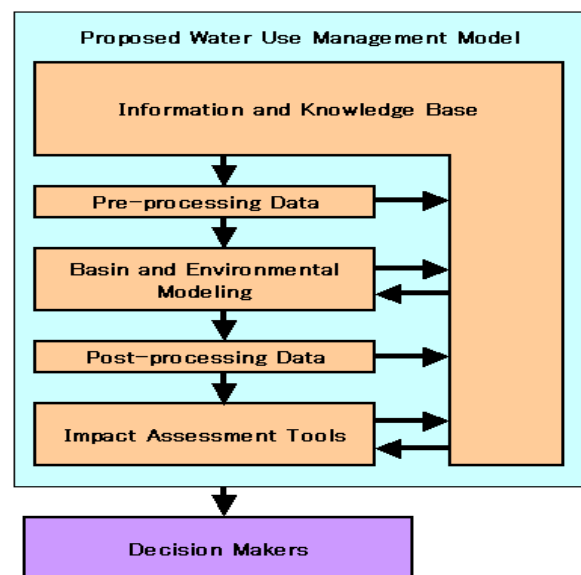 Proposed Water Use Management Model
Information and Knowledge Base
Pre-processing Data
Basin and Environmental
Modeling
Post-processing Data
Impact Assessment Tools
Decision Makers